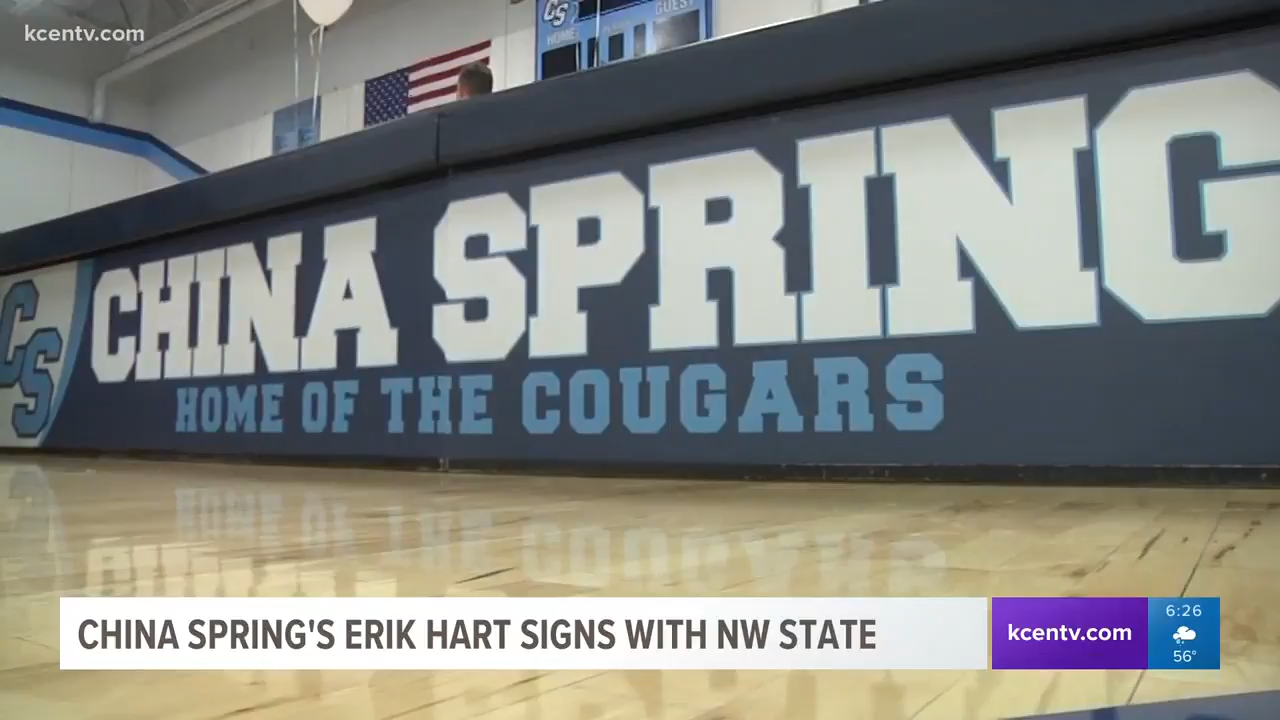 kcentv.com
CS
GUEST
HOME
CHINA SPRING
CS
HOME OF THE COUGARS
CHINA SPRING'S ERIK HART SIGNS WITH NW STATE
kcentv.com
6:26
56°